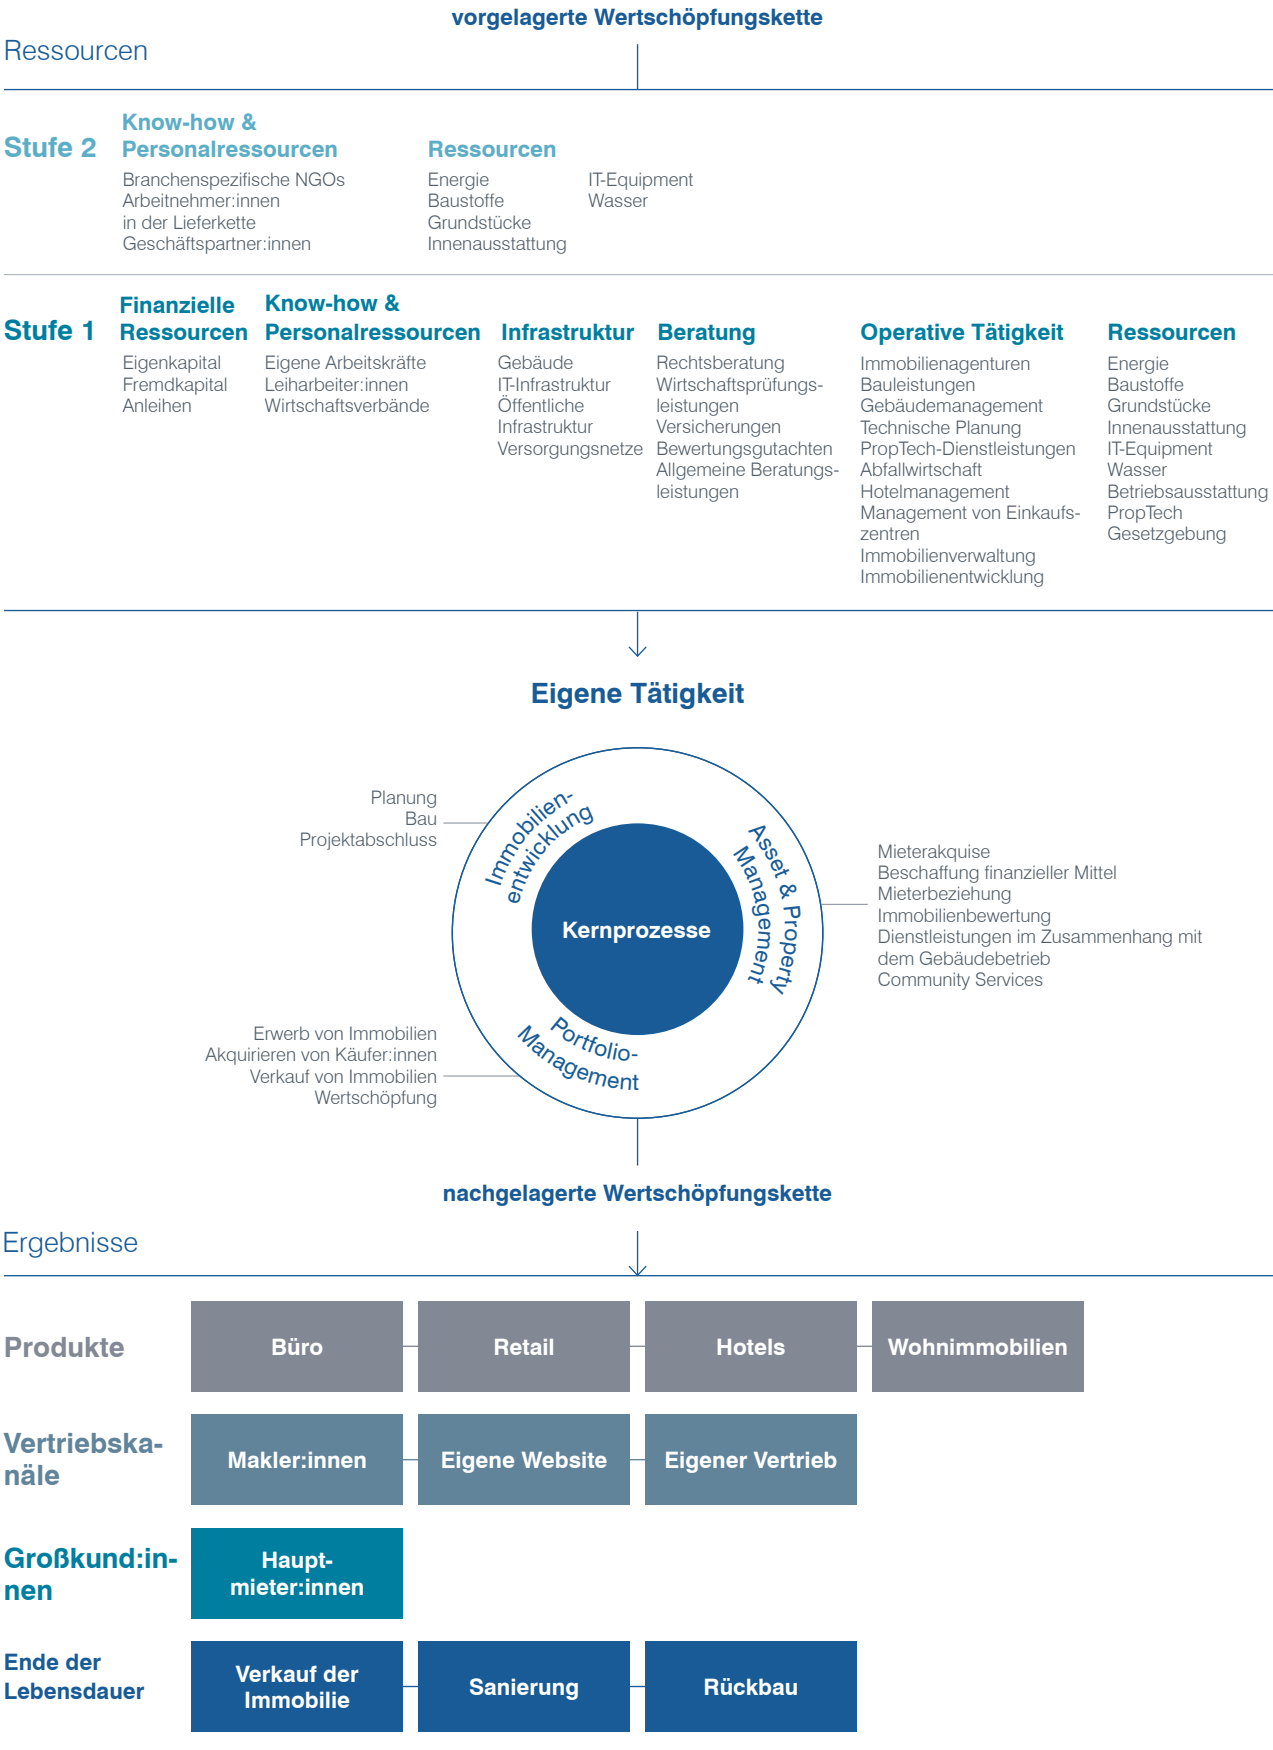 vorgelagerte Wertschöpfungskette
Ressourcen
Stufe 2
Know-how &
Personalressourcen
Branchenspezifische NGOs
Arbeitnehmer:innen
in der Lieferkette
Geschäftspartner:innen
Ressourcen
Energie
Baustoffe
Grundstücke
Innenausstattung
IT-Equipment
Wasser
Stufe 1
Finanzielle
Ressourcen
Eigenkapital
Fremdkapital
Anleihen
Know-how &
Personalressourcen
Eigene Arbeitskräfte
Leiharbeiter:innen
Wirtschaftsverbände
Infrastruktur
Gebäude
IT-Infrastruktur
Öffentliche
Infrastruktur
Versorgungsnetze
Beratung
Rechtsberatung
Wirtschaftsprüfungs-
leistungen
Versicherungen
Bewertungsgutachten
Allgemeine Beratungs-
leistungen
Operative Tätigkeit
Immobilienagenturen
Bauleistungen
Gebäudemanagement
Technische Planung
PropTech-Dienstleistungen
Abfallwirtschaft
Hotelmanagement
Management von Einkaufs-
zentren
Immobilienverwaltung
Immobilienentwicklung
Ressourcen
Energie
Baustoffe
Grundstücke
Innenausstattung
IT-Equipment
Wasser
Betriebsausstattung
PropTech
Gesetzgebung
Eigene Tätigkeit
Planung
Bau
Projektabschluss
Immobilien-
entwicklung
Asset & Property
Management
Mieterakquise
Beschaffung finanzieller Mittel
Mieterbeziehung
Immobilienbewertung
Dienstleistungen im Zusammenhang mit
dem Gebäudebetrieb
Community Services
Kernprozesse
Erwerb von Immobilien
Akquirieren von Käufer:innen
Verkauf von Immobilien
Wertschöpfung
Portfolio-
Management
nachgelagerte Wertschöpfungskette
Ergebnisse
Produkte
Büro
Retail
Hotels
Wohnimmobilien
Vertriebska-
näle
Makler:innen
Eigene Website
Eigener Vertrieb
Großkund:in-
nen
Haupt-
mieter:innen
Ende der
Lebensdauer
Verkauf der
Immobilie
Sanierung
Rückbau